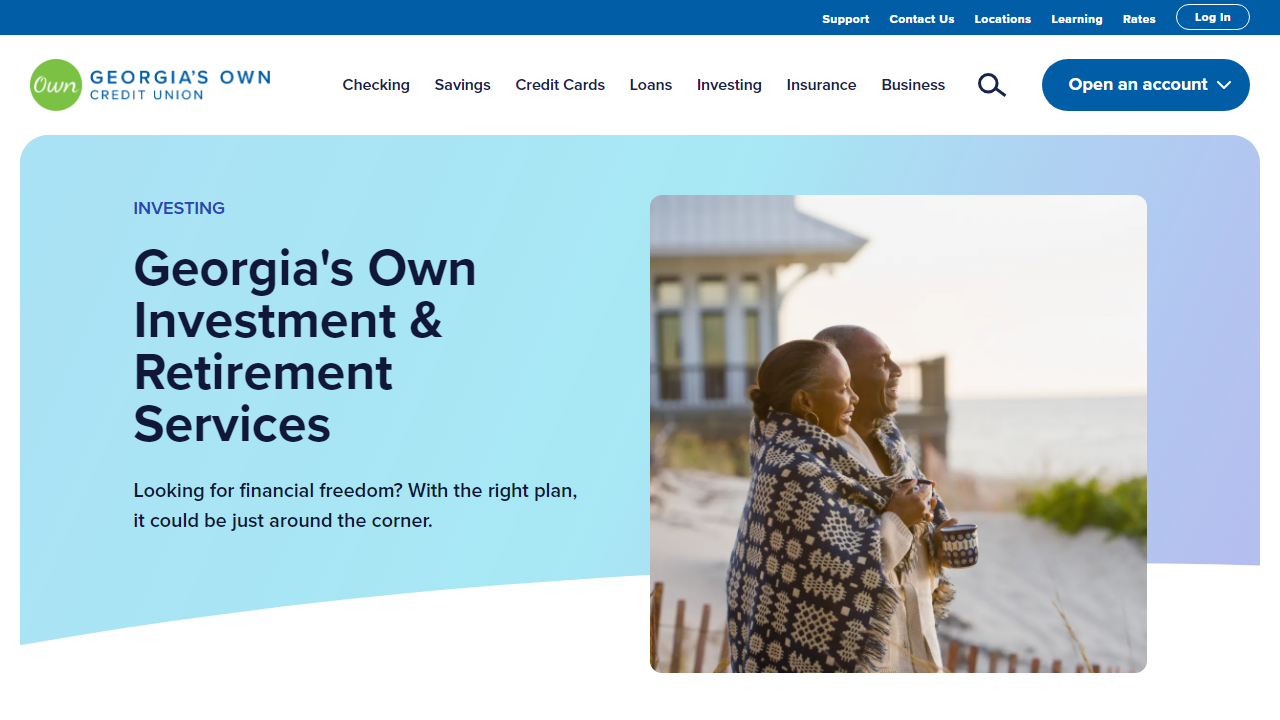 Support Contact Us Locations Learning Rates Log In
Own GEORGIA'S OWN
CREDIT UNION
Checking Savings Credit Cards Loans Investing Insurance Business Open an account
INVESTING
Georgia's Own
Investment &
Retirement
Services
Looking for financial freedom? With the right plan,
it could be just around the corner.